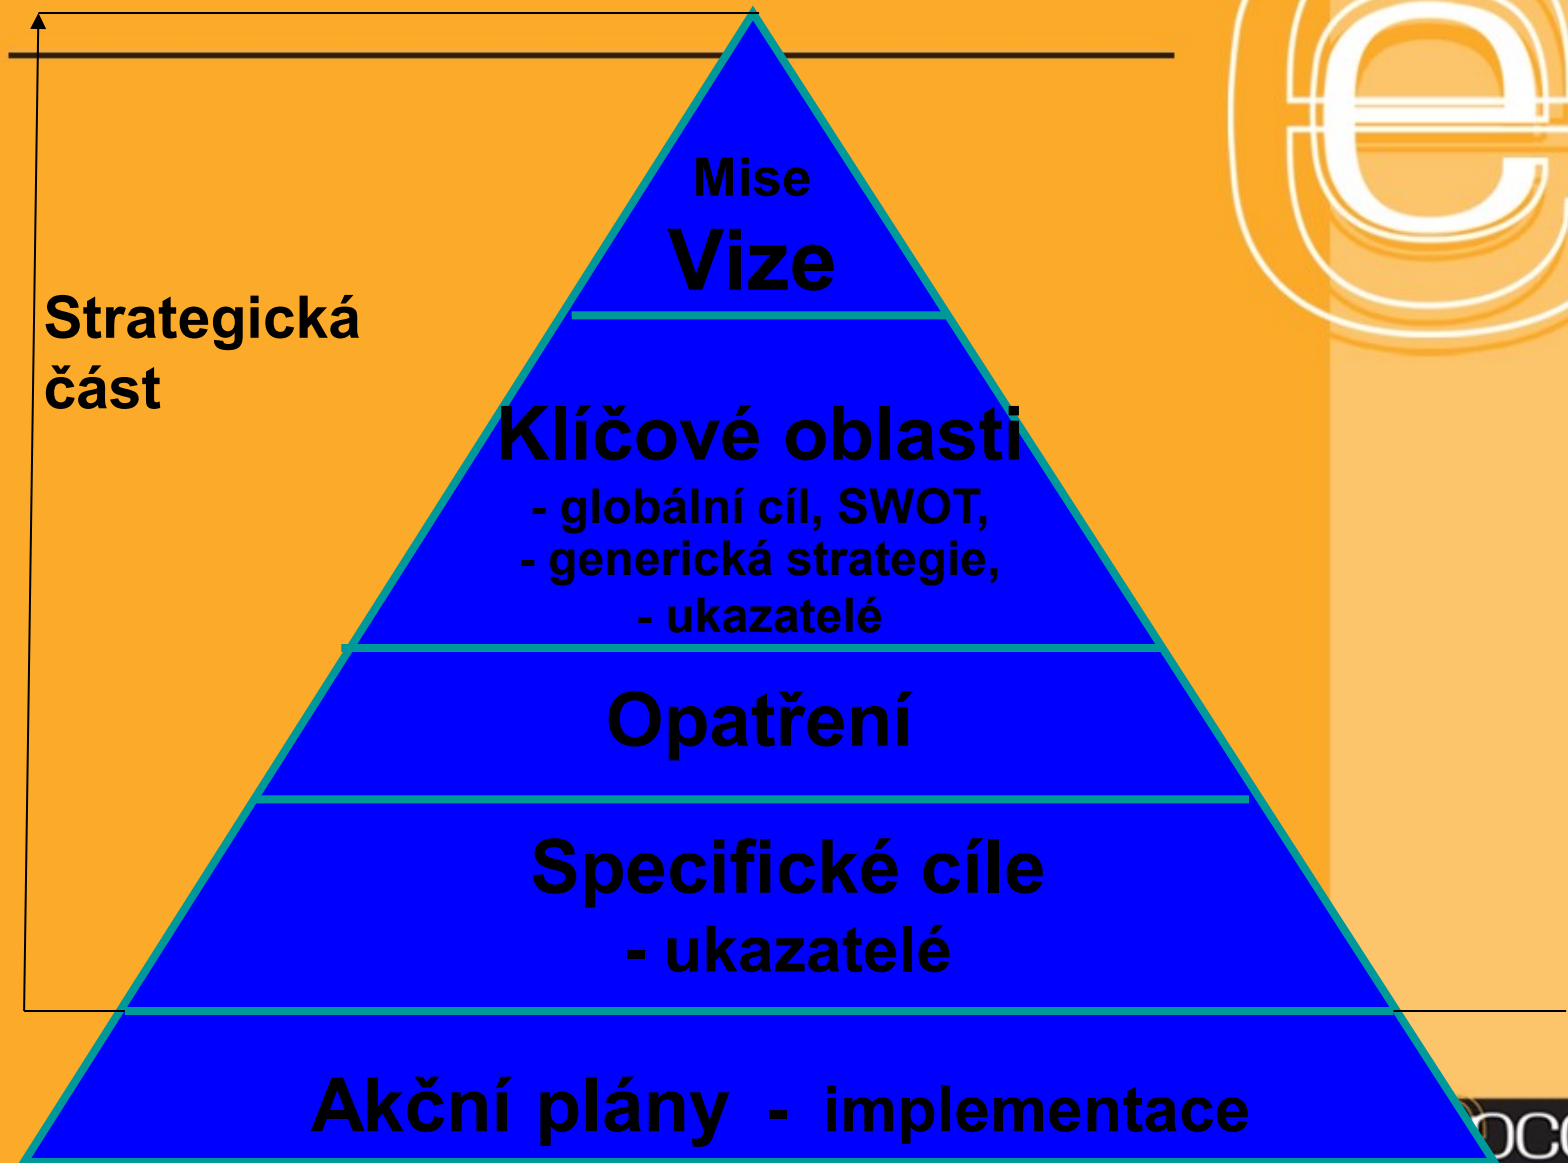 Mise
Vize
Strategická
část
Klíčové oblasti
- globální cíl, SWOT,
- generická strategie,
- ukazatelé
Opatření
Specifické cíle
- ukazatelé
Akční plány - implementace